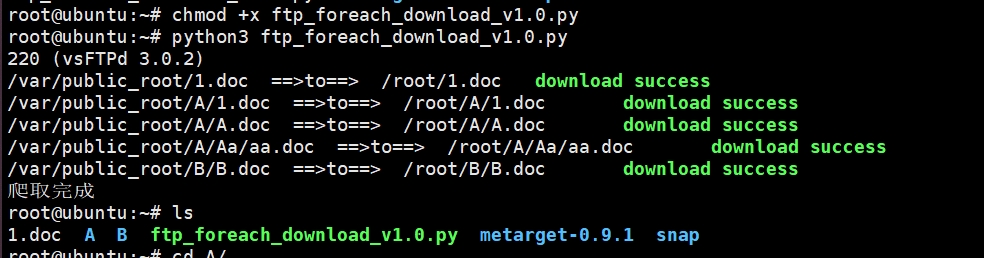 root@ubuntu:~# chmod +x ftp_foreach_download_v1.0.py
root@ubuntu:~# python3 ftp_foreach_download_v1.0.py
220 (vsFTPd 3.0.2)
/var/public_root/1.doc  ==>to==>  /root/1.doc   download success
/var/public_root/A/1.doc  ==>to==>  /root/A/1.doc       download success
/var/public_root/A/A.doc  ==>to==>  /root/A/A.doc       download success
/var/public_root/A/Aa/aa.doc  ==>to==>  /root/A/Aa/aa.doc       download success
/var/public_root/B/B.doc  ==>to==>  /root/B/B.doc       download success
爬取完成
root@ubuntu:~# ls
1.doc  A  B  ftp_foreach_download_v1.0.py  metarget-0.9.1  snap
root@ubuntu:~# cd A/